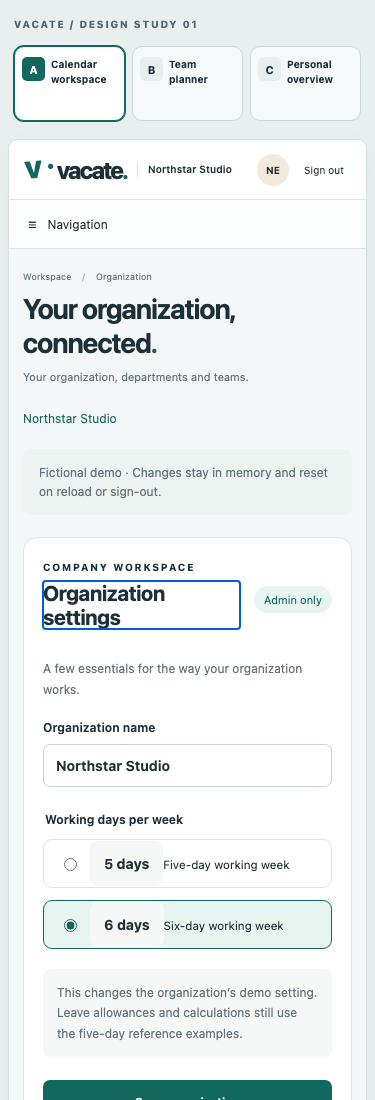 VACATE / DESIGN STUDY 01
A Calendar workspace
B Team planner
C Personal overview
V vacate. Northstar Studio NE Sign out
≡ Navigation
Workspace / Organization
Your organization,
connected.
Your organization, departments and teams.
Northstar Studio
Fictional demo · Changes stay in memory and reset
on reload or sign-out.
COMPANY WORKSPACE
Organization
settings
Admin only
A few essentials for the way your organization
works.
Organization name
Northstar Studio
Working days per week
5 days Five-day working week
6 days Six-day working week
This changes the organization's demo setting.
Leave allowances and calculations still use
the five-day reference examples.